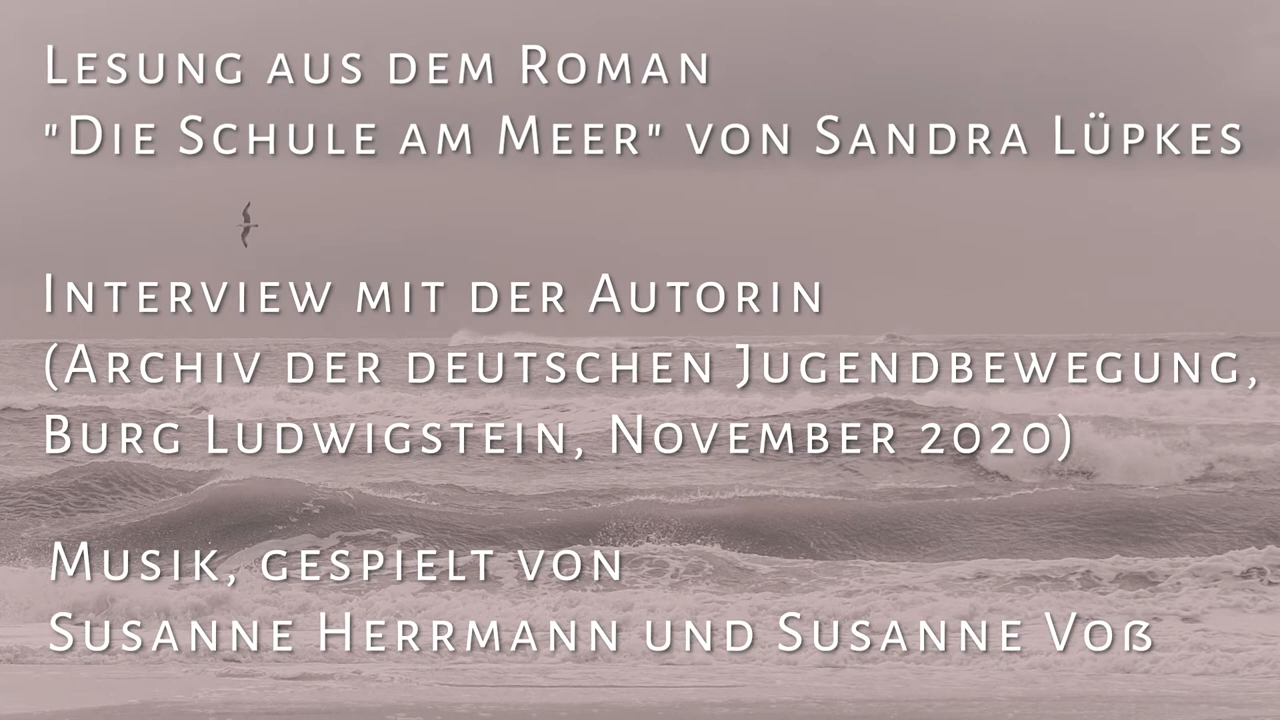 Lesung aus dem Roman
"Die Schule am Meer" von Sandra Lüpkes
Interview mit der Autorin
(Archiv der deutschen Jugendbewegung,
Burg Ludwigstein, November 2020)
Musik, gespielt von
Susanne Herrmann und Susanne Voß